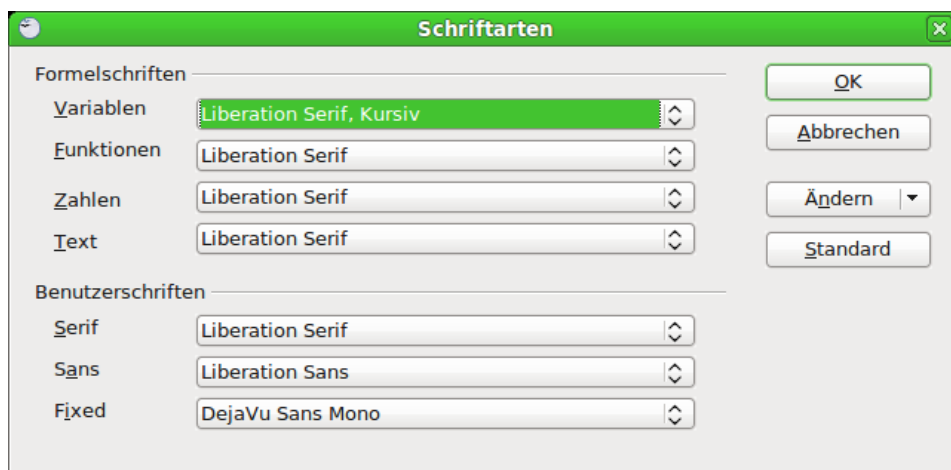 Schriftarten
Formelschriften
Variablen Liberation Serif, Kursiv
Funktionen Liberation Serif
Zahlen Liberation Serif
Text Liberation Serif
Benutzerschriften
Serif Liberation Serif
Sans Liberation Sans
Fixed DejaVu Sans Mono
OK
Abbrechen
Ändern
Standard